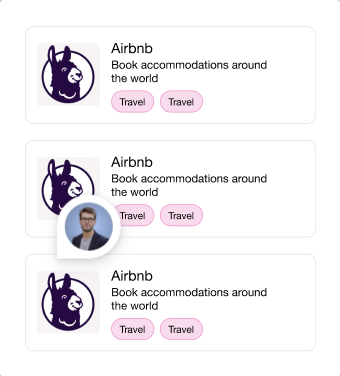 Airbnb
Book accommodations around
the world
Travel Travel
Airbnb
Book accommodations around
the world
Travel Travel
Airbnb
Book accommodations around
the world
Travel Travel